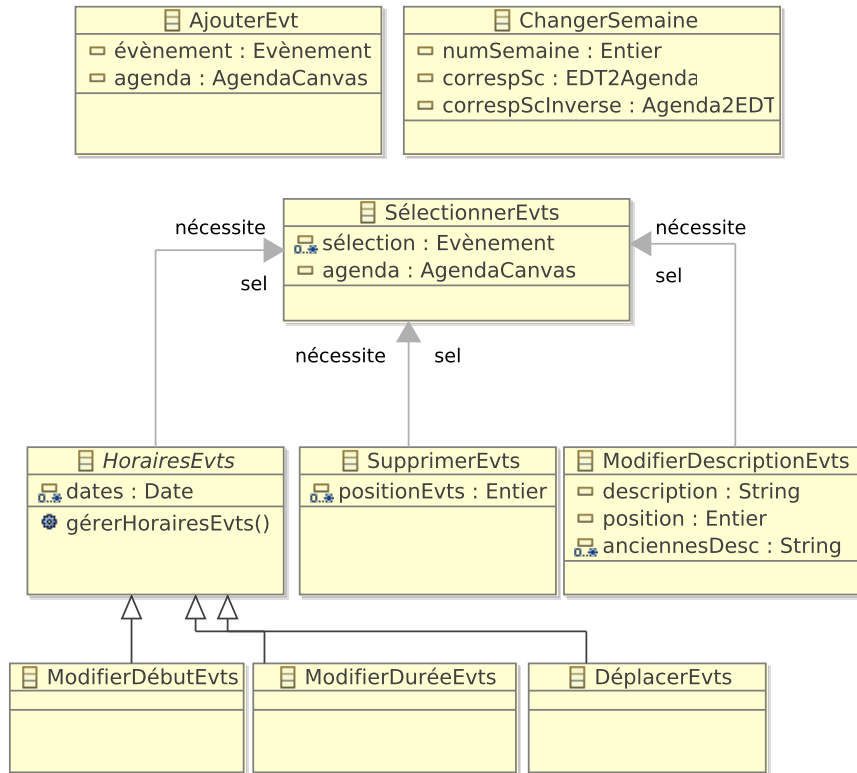 AjouterEvt
évènement : Evènement
agenda : AgendaCanvas
ChangerSemaine
numSemaine : Entier
correspSc : EDT2Agenda
correspScInverse : Agenda2EDT
SélectionnerEvts
sélection : Evènement
agenda : AgendaCanvas
nécessite
sel
nécessite
sel
nécessite
sel
HorairesEvts
dates : Date
gérerHorairesEvts()
SupprimerEvts
positionEvts : Entier
ModifierDescriptionEvts
description : String
position : Entier
anciennesDesc : String
ModifierDébutEvts
ModifierDuréeEvts
DéplacerEvts